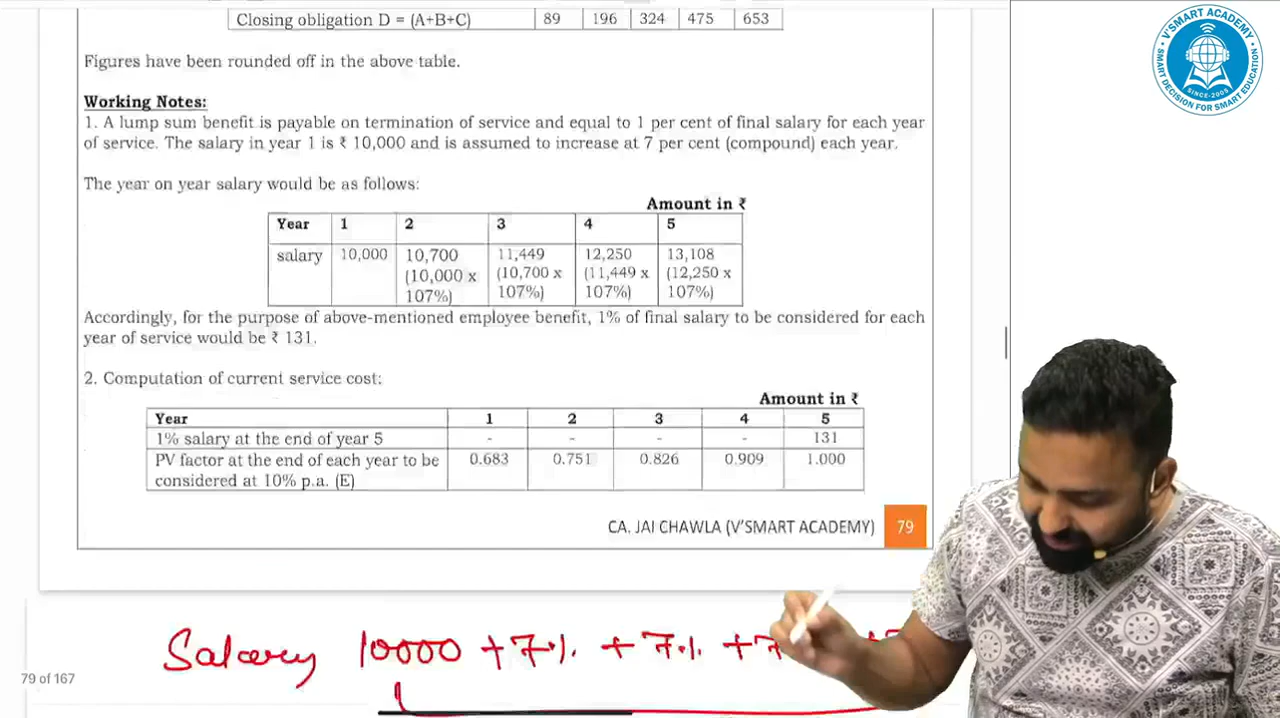 Closing obligation D = (A+B+C) 89 196 324 475 653
V'SMART ACADEMY
SMART DECISION FOR SMART EDUCATION
SINCE-2005
Figures have been rounded off in the above table.
Working Notes:
1. A lump sum benefit is payable on termination of service and equal to 1 per cent of final salary for each year
of service. The salary in year 1 is ₹ 10,000 and is assumed to increase at 7 per cent (compound) each year.
The year on year salary would be as follows:
Amount in ₹
Year 1 2 3 4 5
salary 10,000 10,700 11,449 12,250 13,108
(10,000 x (10,700 x (11,449 x (12,250 x
107%) 107%) 107%) 107%)
Accordingly, for the purpose of above-mentioned employee benefit, 1% of final salary to be considered for each
year of service would be ₹ 131.
2. Computation of current service cost:
Amount in ₹
Year 1 2 3 4 5
1% salary at the end of year 5 - - - - 131
PV factor at the end of each year to be 0.683 0.751 0.826 0.909 1.000
considered at 10% p.a. (E)
CA. JAI CHAWLA (V'SMART ACADEMY) 79
Salary 10000 +7% +7% +7
79 of 167